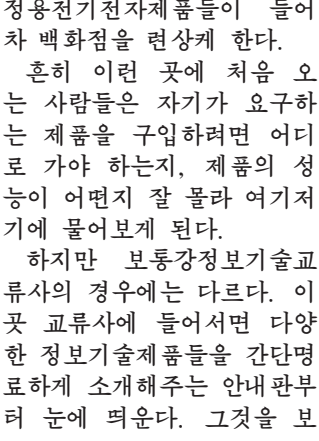 정용전기전자제품들이 들어
차 백화점을 련상케 한다.
흔히 이런 곳에 처음 오
는 사람들은 자기가 요구하
는 제품을 구입하려면 어디
로 가야 하는지, 제품의 성
능이 어떤지 잘 몰라 여기저
기에 물어보게 된다.
하지만 보통강정보기술교
류사의 경우에는 다르다. 이
곳 교류사에 들어서면 다양
한 정보기술제품들을 간단명
료하게 소개해주는 안내판부
터 눈에 띄운다. 그것을 보